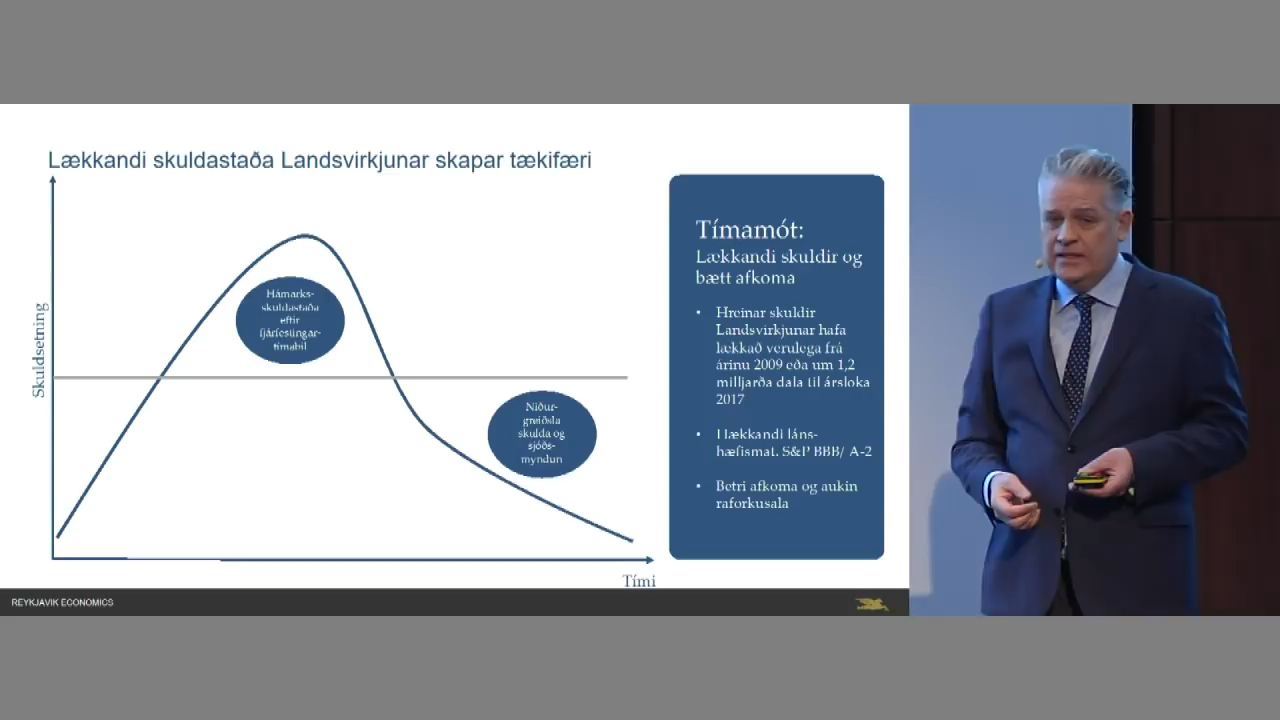 Lækkandi skuldastaða Landsvirkjunar skapar tækifæri
Skuldsetning
Hámarks-
skuldastaða
eftir
fjárfestingar-
tímabil
Niður-
greiðsla
skulda og
sjóðs-
myndun
Tími
Tímamót:
Lækkandi skuldir og
bætt afkoma
• Hreinar skuldir
Landsvirkjunar hafa
lækkað verulega frá
árinu 2009 eða um 1,2
milljarða dala til ársloka
2017
• Hækkandi láns-
hæfismat. S&P BBB/ A-2
• Betri afkoma og aukin
raforkusala
REYKJAVIK ECONOMICS